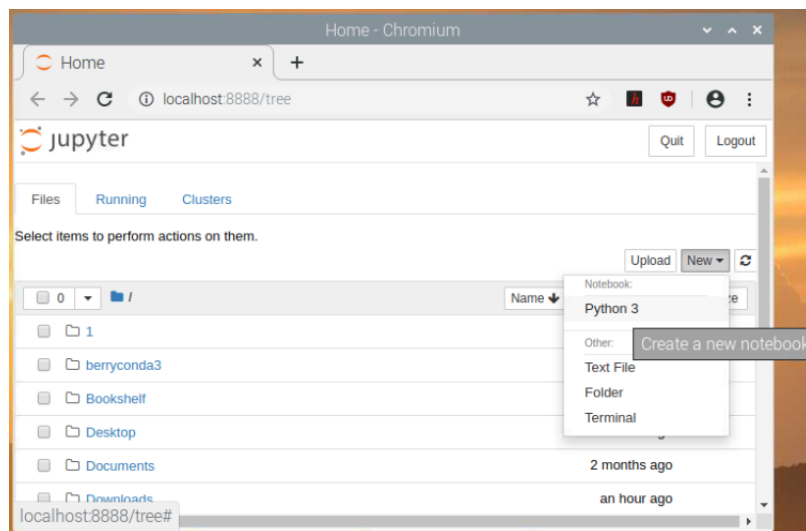 Home - Chromium
Home
localhost:8888/tree
jupyter
Quit
Logout
Files
Running
Clusters
Select items to perform actions on them.
Upload
New
0
/
Name
Notebook:
Python 3
1
Other:
Create a new notebook
berryconda3
Text File
Bookshelf
Folder
Desktop
Terminal
Documents
2 months ago
Downloads
an hour ago
localhost:8888/tree#